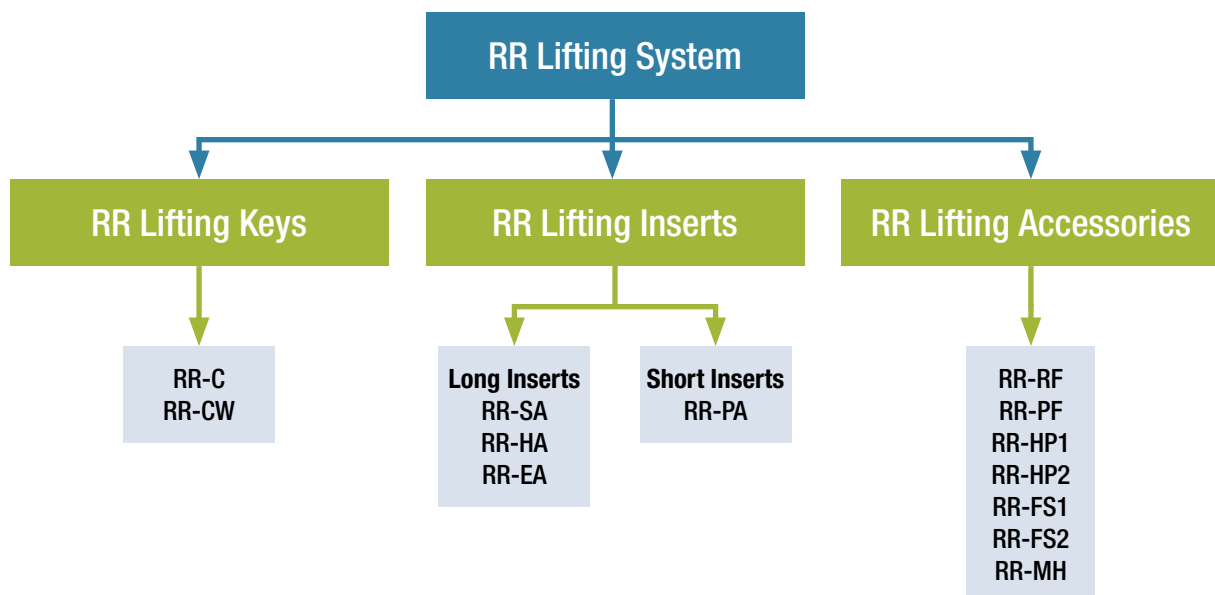 RR Lifting System
RR Lifting Keys
RR Lifting Inserts
RR Lifting Accessories
RR-C
RR-CW
Long Inserts
RR-SA
RR-HA
RR-EA
Short Inserts
RR-PA
RR-RF
RR-PF
RR-HP1
RR-HP2
RR-FS1
RR-FS2
RR-MH